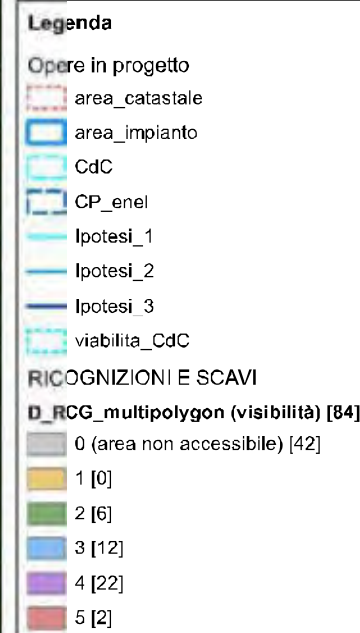 Legenda
Opere in progetto
area_catastale
area_impianto
CdC
CP_enel
Ipotesi_1
Ipotesi_2
Ipotesi_3
viabilita_CdC
RICOGNIZIONI E SCAVI
D_RCG_multipolygon (visibilità) [84]
0 (area non accessibile) [42]
1 [0]
2 [6]
3 [12]
4 [22]
5 [2]